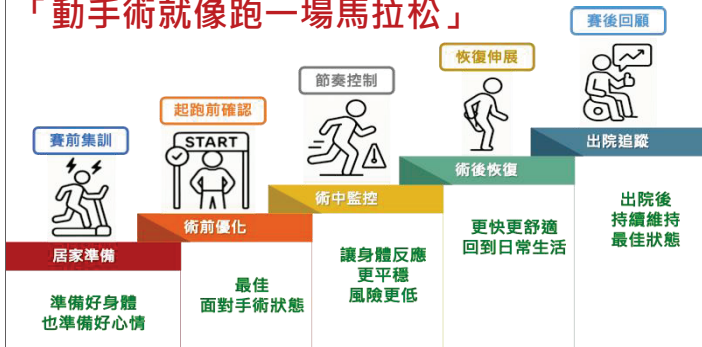 「動手術就像跑一場馬拉松」
賽前集訓
居家準備
準備好身體
也準備好心情
起跑前確認
START
術前優化
最佳
面對手術狀態
節奏控制
術中監控
讓身體反應
更平穩
風險更低
恢復伸展
術後恢復
更快更舒適
回到日常生活
賽後回顧
出院追蹤
出院後
持續維持
最佳狀態